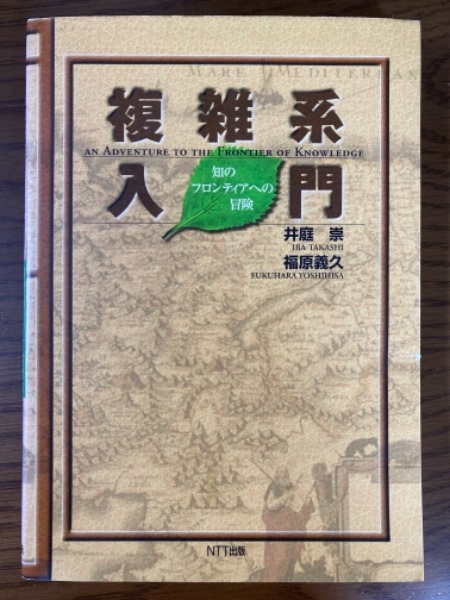 MARE MEDITERRAN
複雑系
AN ADVENTURE TO THE FRONTIER OF KNOWLEDGE
入門
知の
フロンティアへの
冒険
井庭 崇
IBA TAKASHI
福原義久
FUKUHARA YOSHIHISA
NTT出版